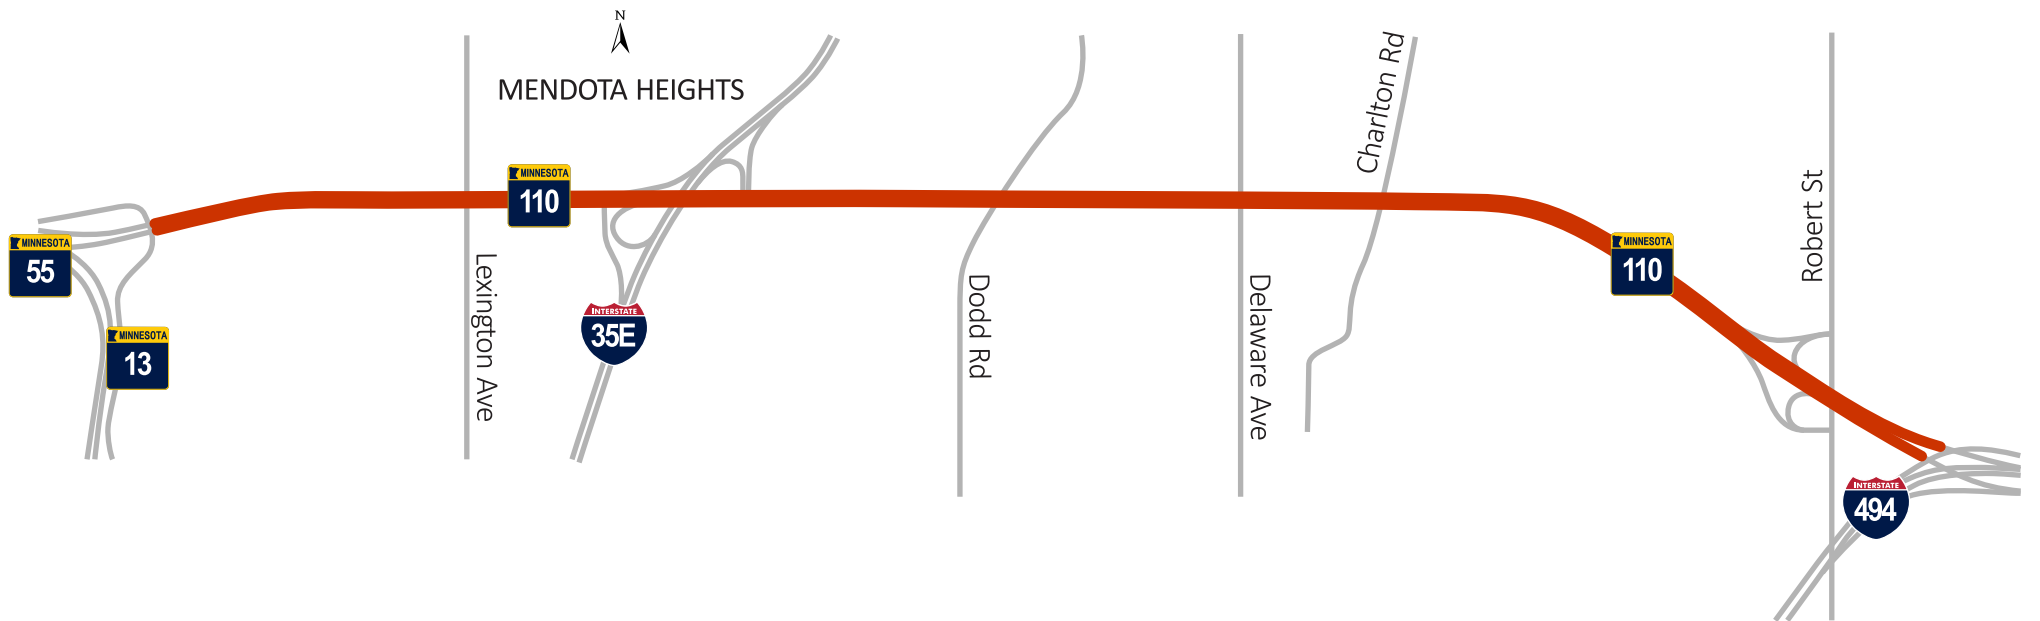 N
MENDOTA HEIGHTS
Charlton Rd
MINNESOTA
110
Robert St
MINNESOTA
55
MINNESOTA
110
Lexington Ave
Dodd Rd
Delaware Ave
INTERSTATE
35E
MINNESOTA
13
INTERSTATE
494